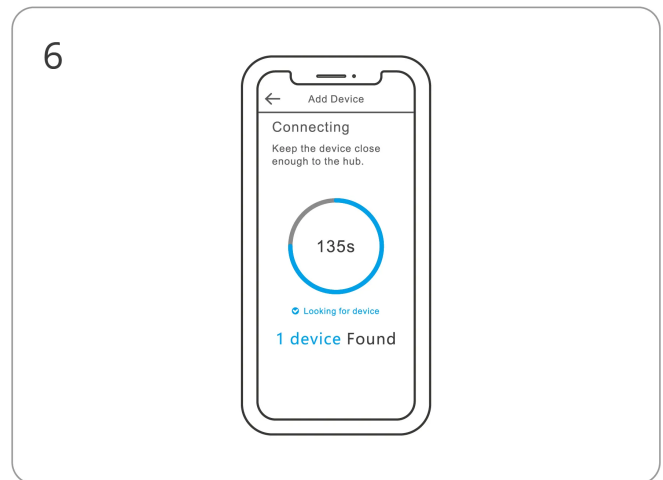 6
Add Device
Connecting
Keep the device close
enough to the hub.
135s
Looking for device
1 device Found